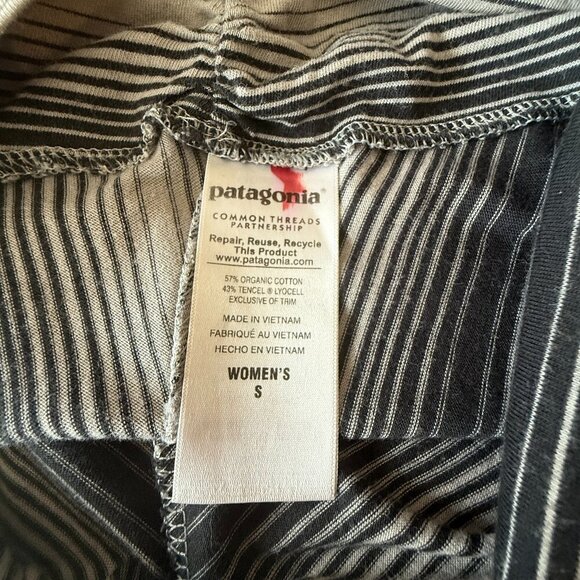 patagonia®
COMMON THREADS
PARTNERSHIP
Repair, Reuse, Recycle
This Product
www.patagonia.com
57% ORGANIC COTTON
43% TENCEL ® LYOCELL
EXCLUSIVE OF TRIM
MADE IN VIETNAM
FABRIQUÉ AU VIETNAM
HECHO EN VIETNAM
WOMEN'S
S